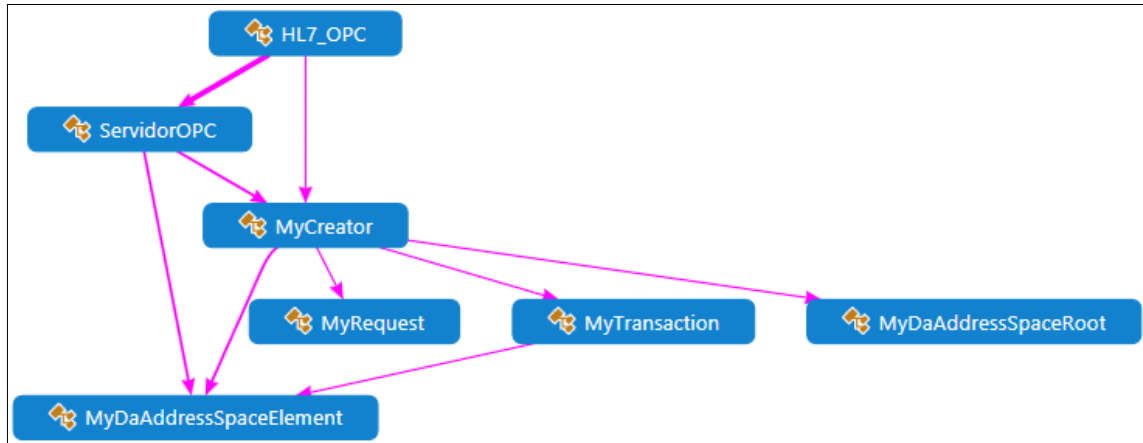 HL7_OPC
ServidorOPC
MyCreator
MyRequest
MyTransaction
MyDaAddressSpaceRoot
MyDaAddressSpaceElement